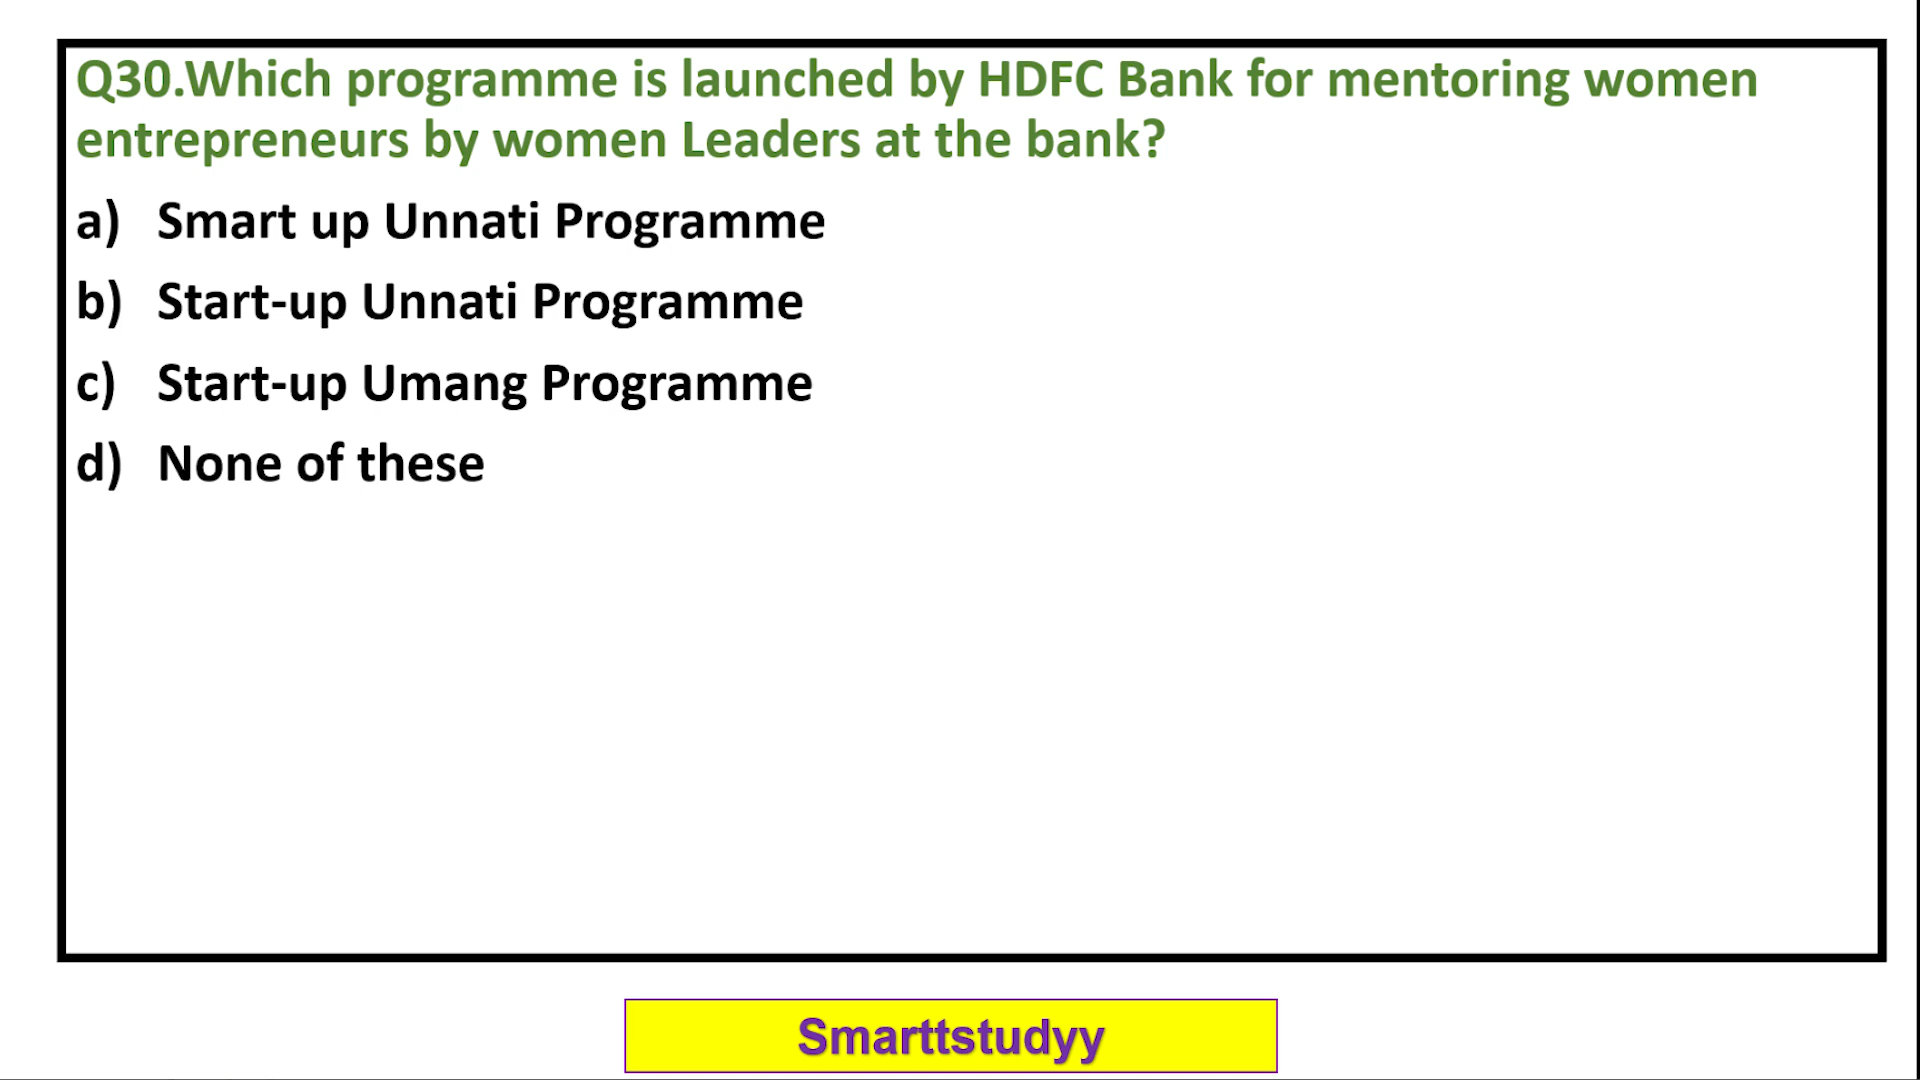 Q30.Which programme is launched by HDFC Bank for mentoring women
entrepreneurs by women Leaders at the bank?
a) Smart up Unnati Programme
b) Start-up Unnati Programme
c) Start-up Umang Programme
d) None of these
Smarttstudyy